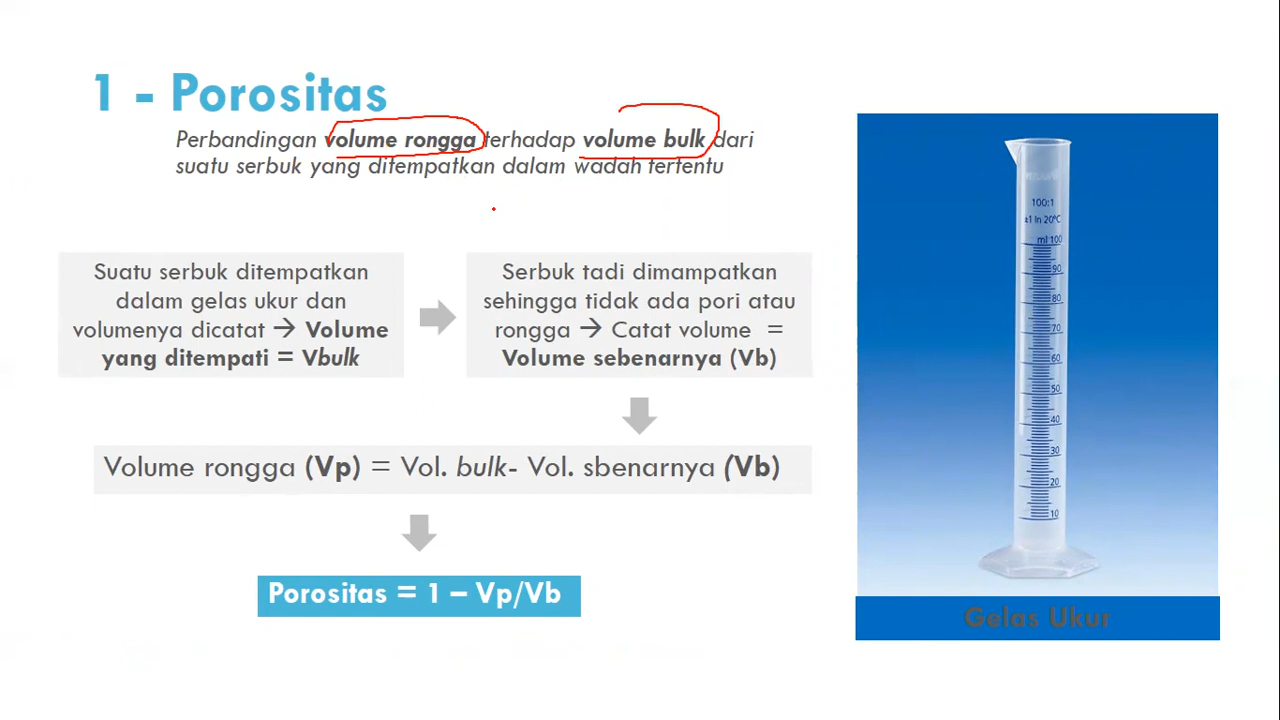 1 - Porositas
Perbandingan volume rongga terhadap volume bulk dari
suatu serbuk yang ditempatkan dalam wadah tertentu
Suatu serbuk ditempatkan
dalam gelas ukur dan
volumenya dicatat → Volume
yang ditempati = Vbulk
Serbuk tadi dimampatkan
sehingga tidak ada pori atau
rongga → Catat volume =
Volume sebenarnya (Vb)
Volume rongga (Vp) = Vol. bulk- Vol. sbenarnya (Vb)
Porositas = 1 – Vp/Vb
100:1
±1 In 20°C
ml 100
90
80
70
60
50
40
30
20
10
Gelas Ukur